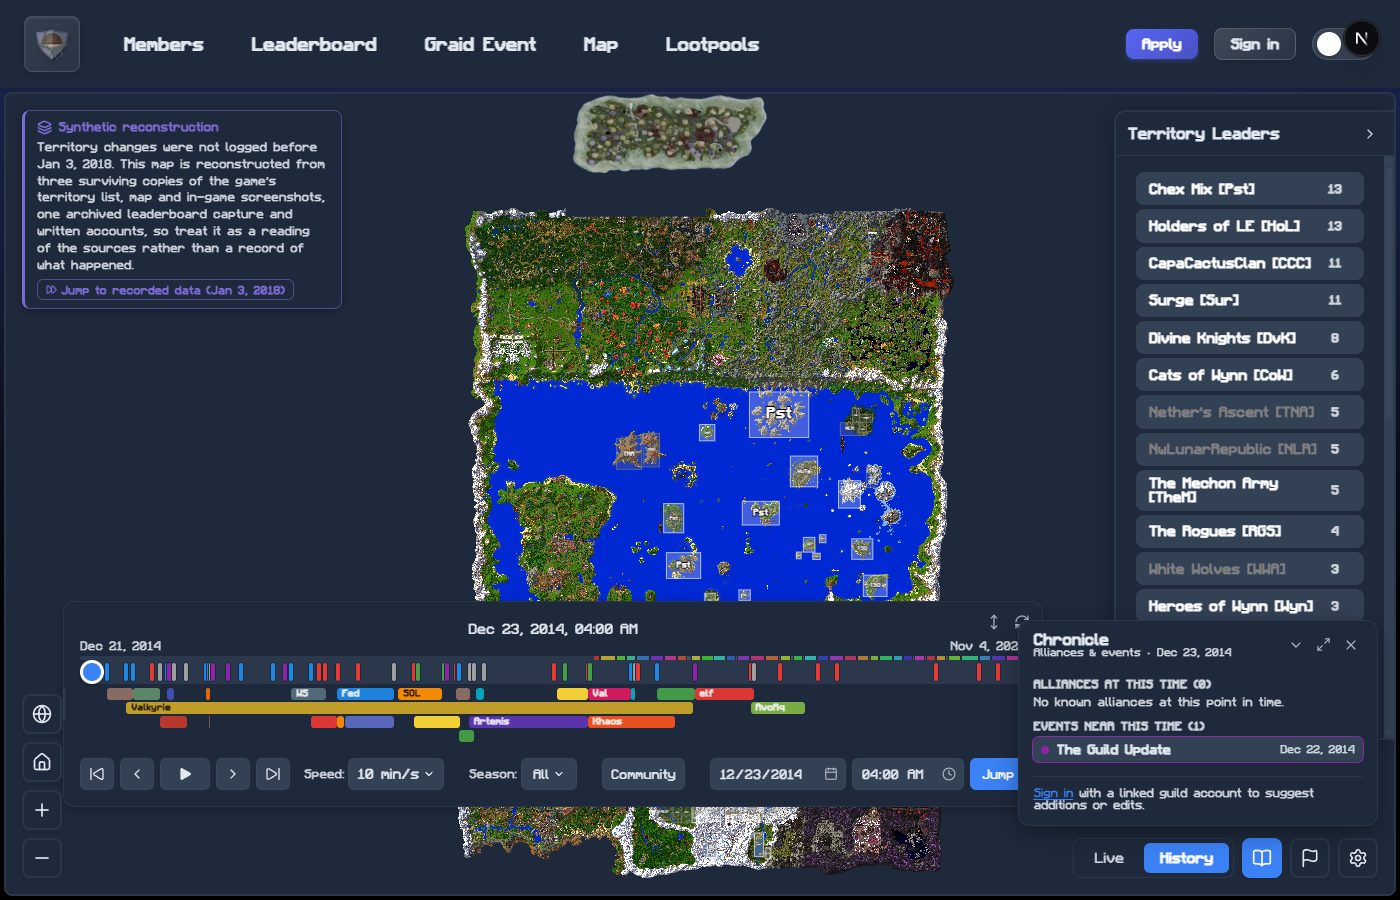 Members
Leaderboard
Graid Event
Map
Lootpools
Apply
Sign in
N
Synthetic reconstruction
Territory changes were not logged before
Jan 3, 2018. This map is reconstructed from
three surviving copies of the game's
territory list, map and in-game screenshots,
one archived leaderboard capture and
written accounts, so treat it as a reading
of the sources rather than a record of
what happened.
Jump to recorded data (Jan 3, 2018)
Territory Leaders
Chex Mix [Pst] 13
Holders of LE [HoL] 13
CapaCactusClan [CCC] 11
Surge [Sur] 11
Divine Knights [DvK] 8
Cats of Wynn [CoW] 6
Nether's Ascent [TNA] 5
NwLunarRepublic [NLR] 5
The Mechon Army
[TheM] 5
The Rogues [RGS] 4
White Wolves [WWA] 3
Heroes of Wynn [Wyn] 3
Pst
TNA
Pst
Pst
Dec 23, 2014, 04:00 AM
Dec 21, 2014
Nov 4, 202
WS
Fed
SOL
Val
elf
Valkyrie
AvoAq
Artemis
Khaos
Speed:
10 min/s
Season:
All
Community
12/23/2014
04:00 AM
Jump
Chronicle
Alliances & events · Dec 23, 2014
ALLIANCES AT THIS TIME (0)
No known alliances at this point in time.
EVENTS NEAR THIS TIME (1)
The Guild Update
Dec 22, 2014
Sign in with a linked guild account to suggest
additions or edits.
Live
History